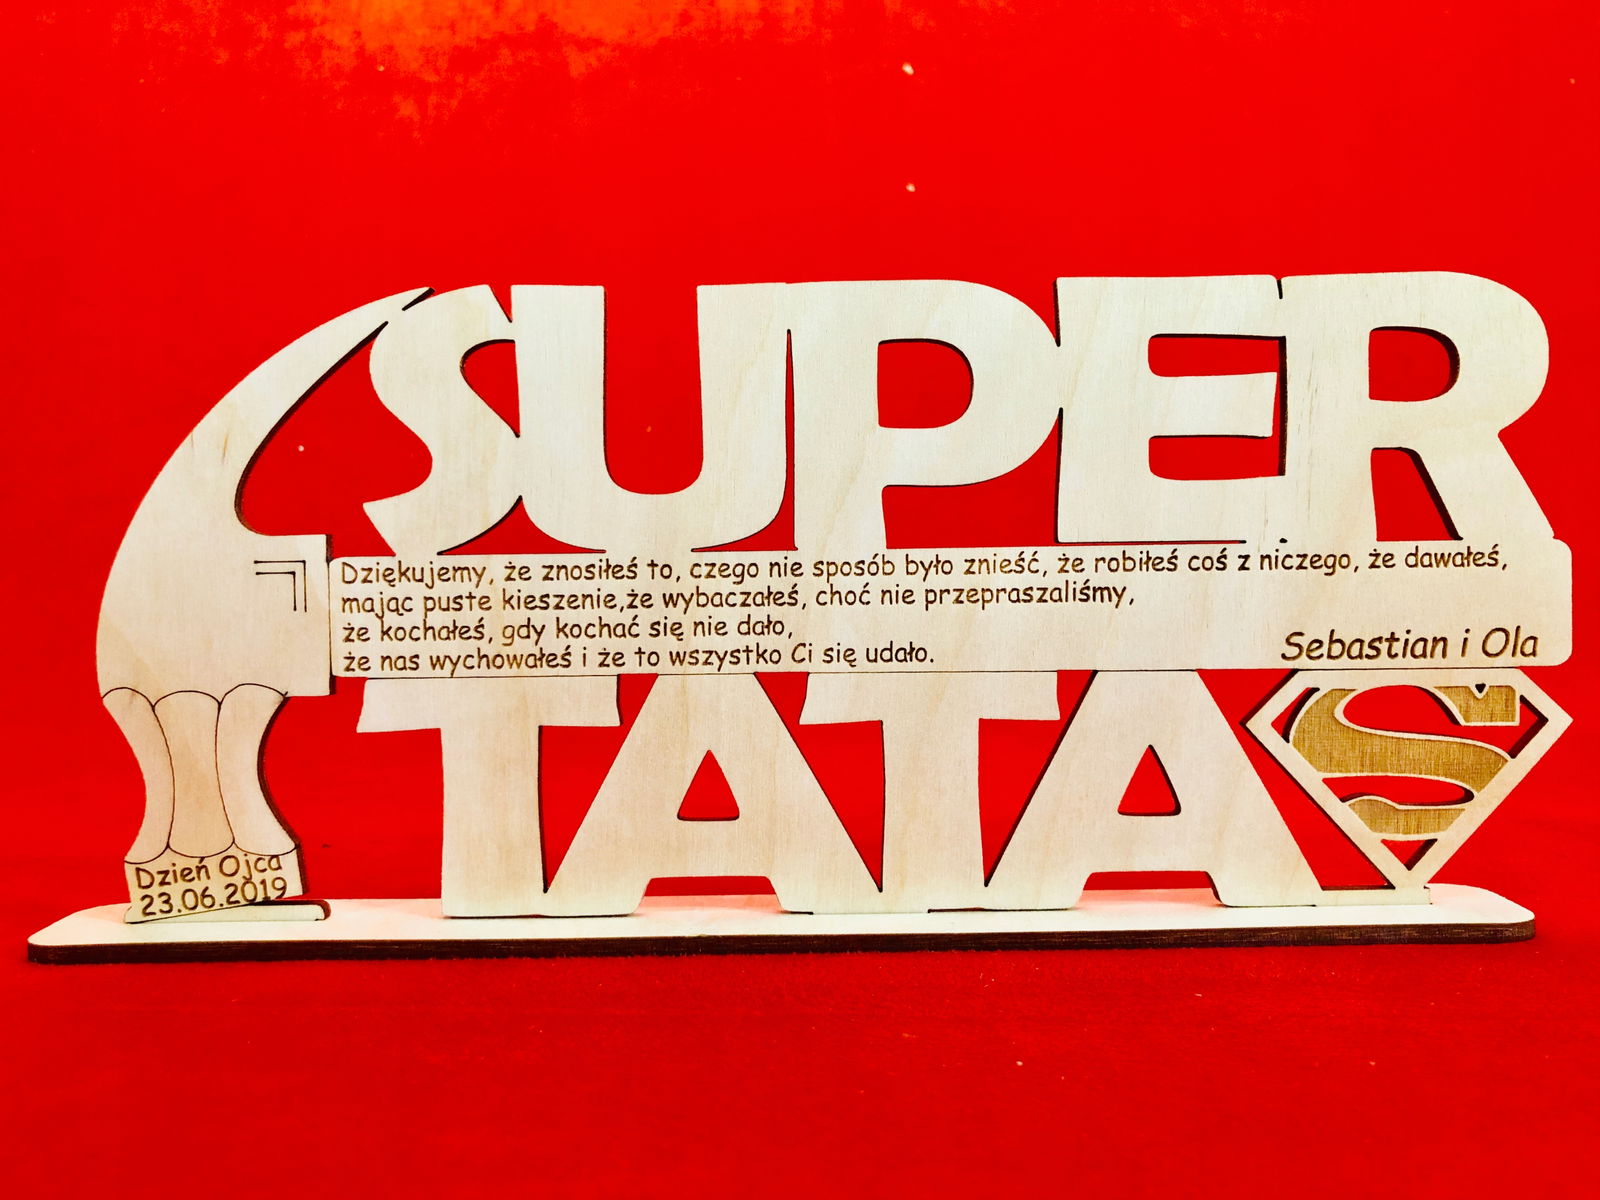 SUPER
Dziękujemy, że znosiłeś to, czego nie sposób było znieść, że robiłeś coś z niczego, że dawałeś,
mając puste kieszenie,że wybaczałeś, choć nie przepraszaliśmy,
że kochałeś, gdy kochać się nie dało,
że nas wychowałeś i że to wszystko Ci się udało.
Sebastian i Ola
TATA
S
Dzień Ojca
23.06.2019